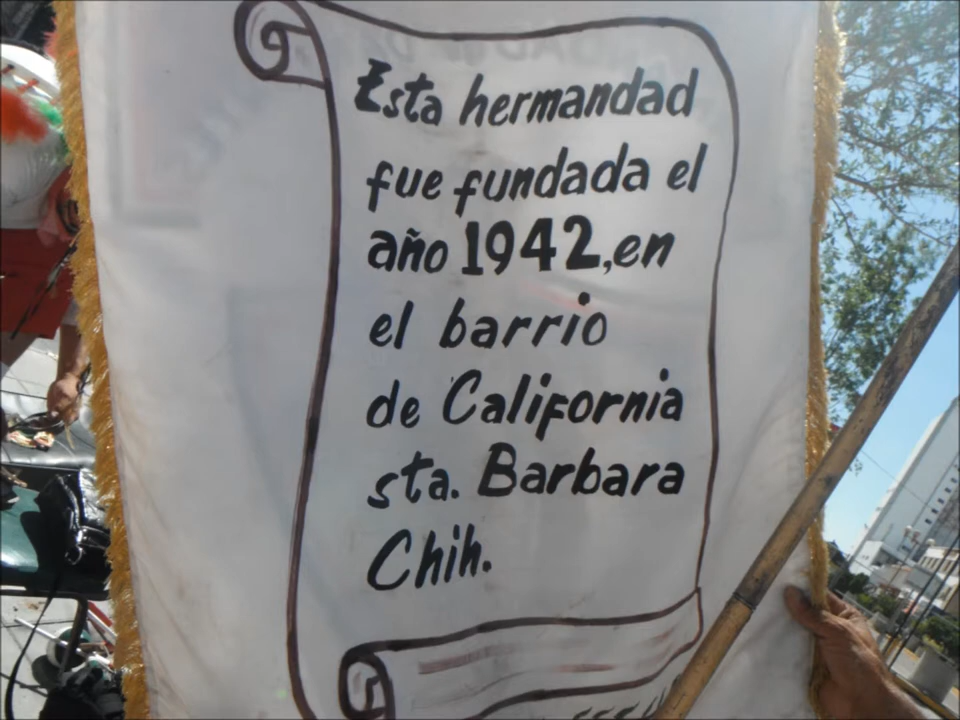 Esta hermandad
fue fundada el
año 1942,en
el barrio
de California
sta. Barbara
Chih.